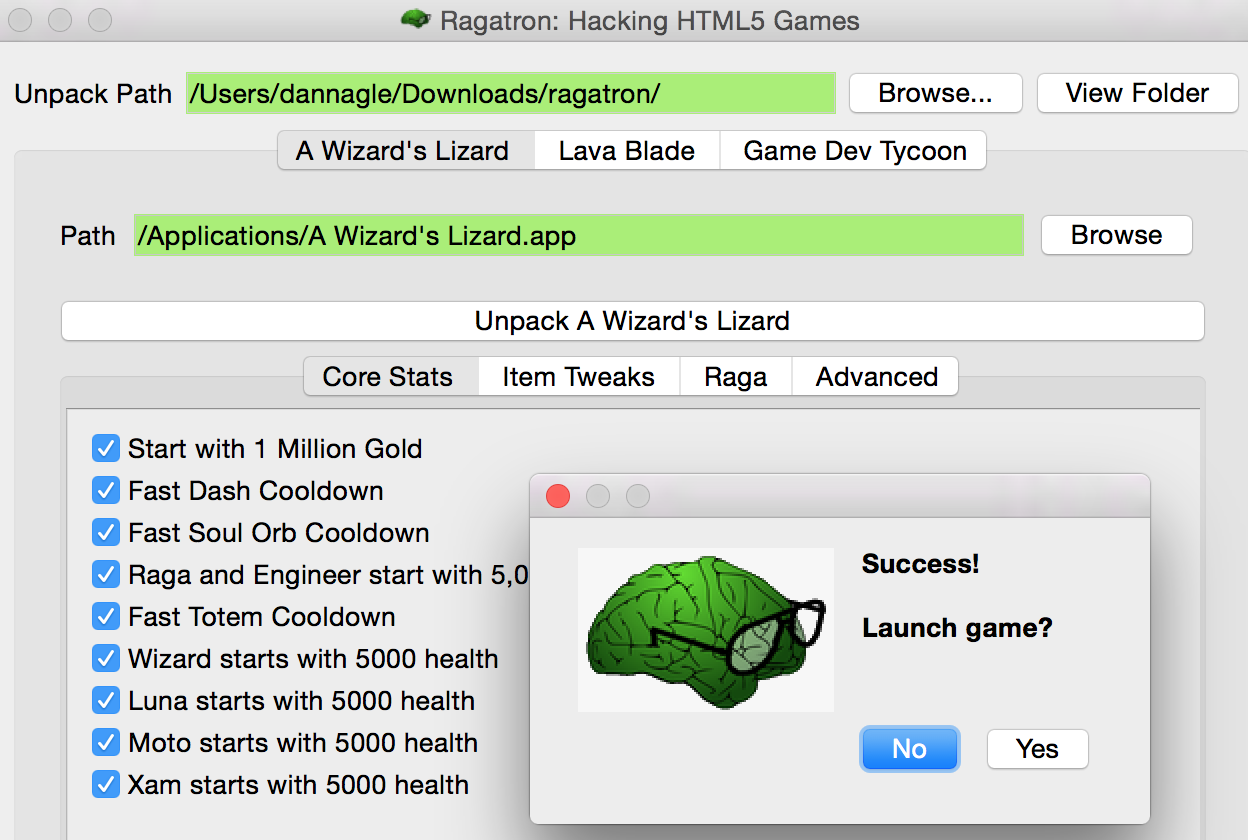 Ragatron: Hacking HTML5 Games
Unpack Path /Users/dannagle/Downloads/ragatron/ Browse... View Folder
A Wizard's Lizard Lava Blade Game Dev Tycoon
Path /Applications/A Wizard's Lizard.app Browse
Unpack A Wizard's Lizard
Core Stats Item Tweaks Raga Advanced
Start with 1 Million Gold
Fast Dash Cooldown
Fast Soul Orb Cooldown
Raga and Engineer start with 5,0
Fast Totem Cooldown
Wizard starts with 5000 health
Luna starts with 5000 health
Moto starts with 5000 health
Xam starts with 5000 health
Success!
Launch game?
No Yes